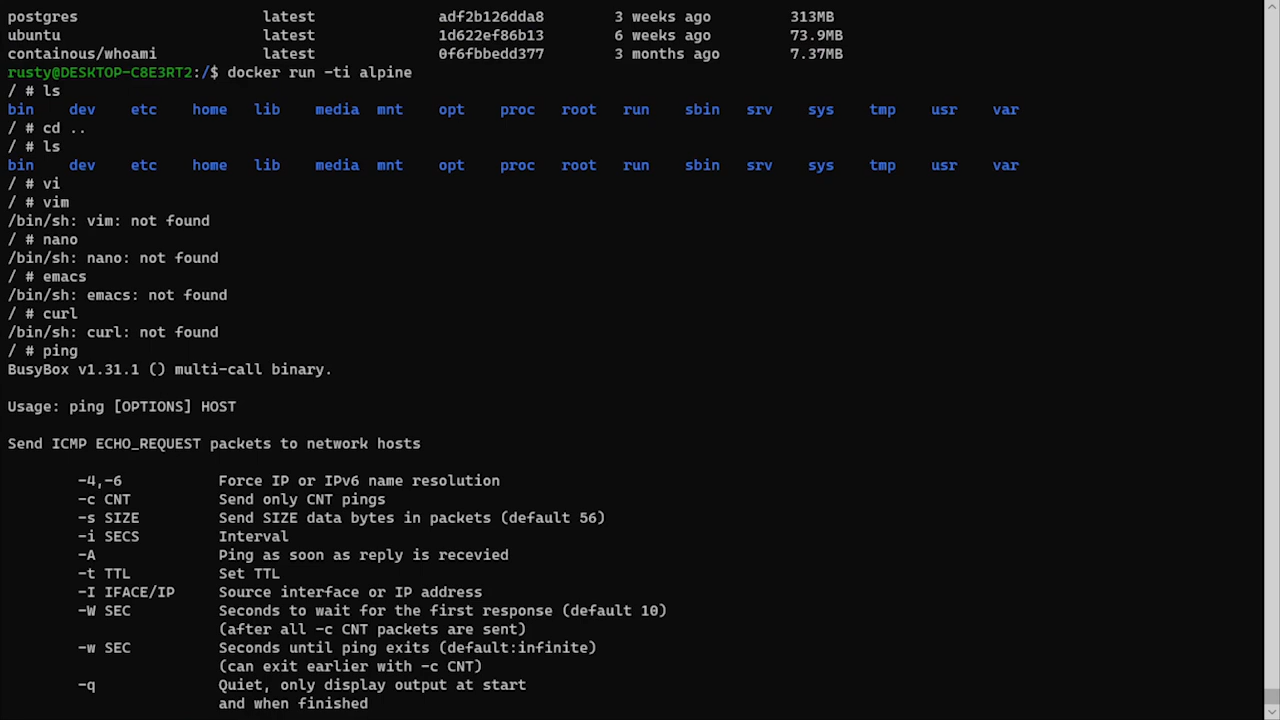 postgres latest adf2b126dda8 3 weeks ago 313MB
ubuntu latest 1d622ef86b13 6 weeks ago 73.9MB
containous/whoami latest 0f6fbbedd377 3 months ago 7.37MB
rusty@DESKTOP-C8E3RT2:/$ docker run -ti alpine
/ # ls
bin dev etc home lib media mnt opt proc root run sbin srv sys tmp usr var
/ # cd ..
/ # ls
bin dev etc home lib media mnt opt proc root run sbin srv sys tmp usr var
/ # vi
/ # vim
/bin/sh: vim: not found
/ # nano
/bin/sh: nano: not found
/ # emacs
/bin/sh: emacs: not found
/ # curl
/bin/sh: curl: not found
/ # ping
BusyBox v1.31.1 () multi-call binary.
Usage: ping [OPTIONS] HOST
Send ICMP ECHO_REQUEST packets to network hosts
-4,-6 Force IP or IPv6 name resolution
-c CNT Send only CNT pings
-s SIZE Send SIZE data bytes in packets (default 56)
-i SECS Interval
-A Ping as soon as reply is recevied
-t TTL Set TTL
-I IFACE/IP Source interface or IP address
-W SEC Seconds to wait for the first response (default 10)
(after all -c CNT packets are sent)
-w SEC Seconds until ping exits (default:infinite)
(can exit earlier with -c CNT)
-q Quiet, only display output at start
and when finished